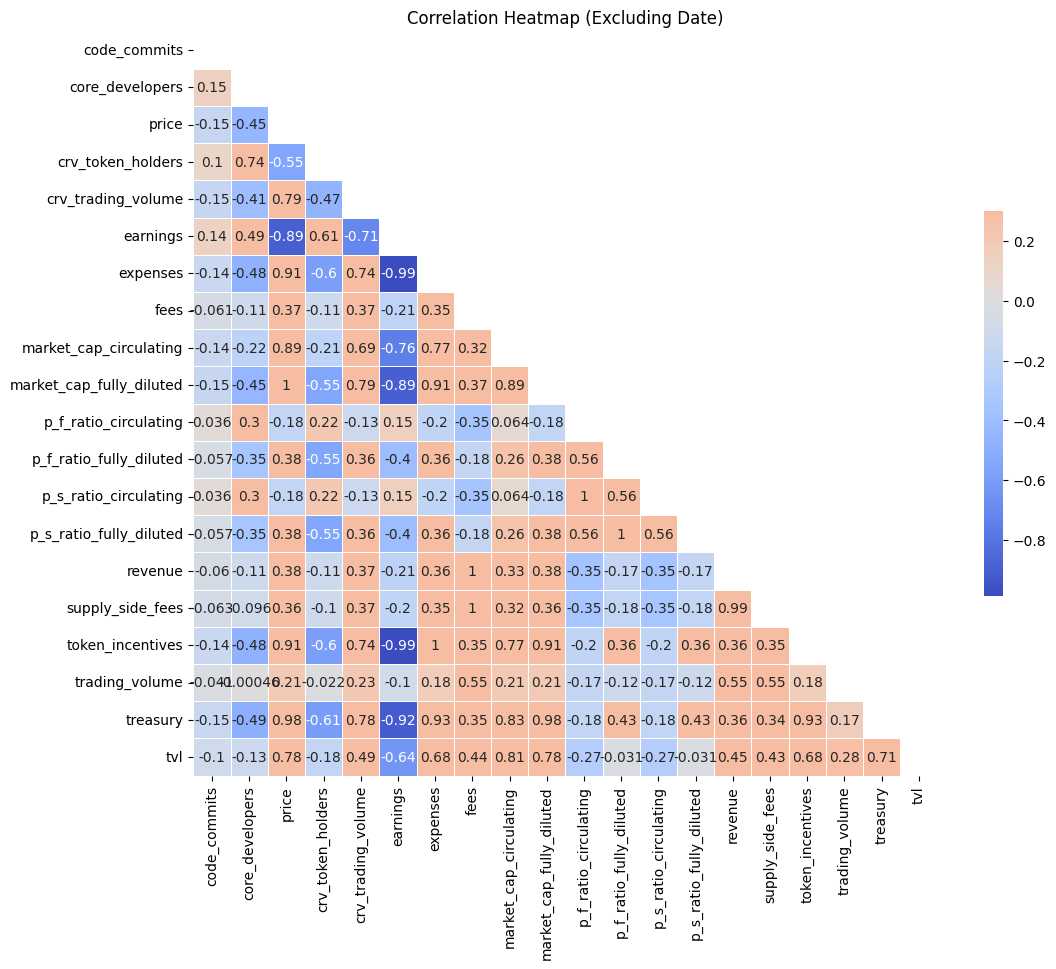 Correlation Heatmap (Excluding Date)
code_commits
core_developers 0.15
price -0.15 -0.45
crv_token_holders 0.1 0.74 -0.55
crv_trading_volume -0.15 -0.41 0.79 -0.47
earnings 0.14 0.49 -0.89 0.61 -0.71
expenses -0.14 -0.48 0.91 -0.6 0.74 -0.99
fees -0.061 -0.11 0.37 -0.11 0.37 -0.21 0.35
market_cap_circulating -0.14 -0.22 0.89 -0.21 0.69 -0.76 0.77 0.32
market_cap_fully_diluted -0.15 -0.45 1 -0.55 0.79 -0.89 0.91 0.37 0.89
p_f_ratio_circulating 0.036 0.3 -0.18 0.22 -0.13 0.15 -0.2 -0.35 0.064 -0.18
p_f_ratio_fully_diluted -0.057 -0.35 0.38 -0.55 0.36 -0.4 0.36 -0.18 0.26 0.38 0.56
p_s_ratio_circulating 0.036 0.3 -0.18 0.22 -0.13 0.15 -0.2 -0.35 0.064 -0.18 1 0.56
p_s_ratio_fully_diluted -0.057 -0.35 0.38 -0.55 0.36 -0.4 0.36 -0.18 0.26 0.38 0.56 1 0.56
revenue -0.06 -0.11 0.38 -0.11 0.37 -0.21 0.36 1 0.33 0.38 -0.35 -0.17 -0.35 -0.17
supply_side_fees -0.063 -0.096 0.36 -0.1 0.37 -0.2 0.35 1 0.32 0.36 -0.35 -0.18 -0.35 -0.18 0.99
token_incentives -0.14 -0.48 0.91 -0.6 0.74 -0.99 1 0.35 0.77 0.91 -0.2 0.36 -0.2 0.36 0.36 0.35
trading_volume -0.041 -0.00046 0.21 -0.022 0.23 -0.1 0.18 0.55 0.21 0.21 -0.17 -0.12 -0.17 -0.12 0.55 0.55 0.18
treasury -0.15 -0.49 0.98 -0.61 0.78 -0.92 0.93 0.35 0.83 0.98 -0.18 0.43 -0.18 0.43 0.36 0.34 0.93 0.17
tvl -0.1 -0.13 0.78 -0.18 0.49 -0.64 0.68 0.44 0.81 0.78 -0.27 -0.031 -0.27 -0.031 0.45 0.43 0.68 0.28 0.71
code_commits
core_developers
price
crv_token_holders
crv_trading_volume
earnings
expenses
fees
market_cap_circulating
market_cap_fully_diluted
p_f_ratio_circulating
p_f_ratio_fully_diluted
p_s_ratio_circulating
p_s_ratio_fully_diluted
revenue
supply_side_fees
token_incentives
trading_volume
treasury
tvl
0.2
0.0
−0.2
−0.4
−0.6
−0.8